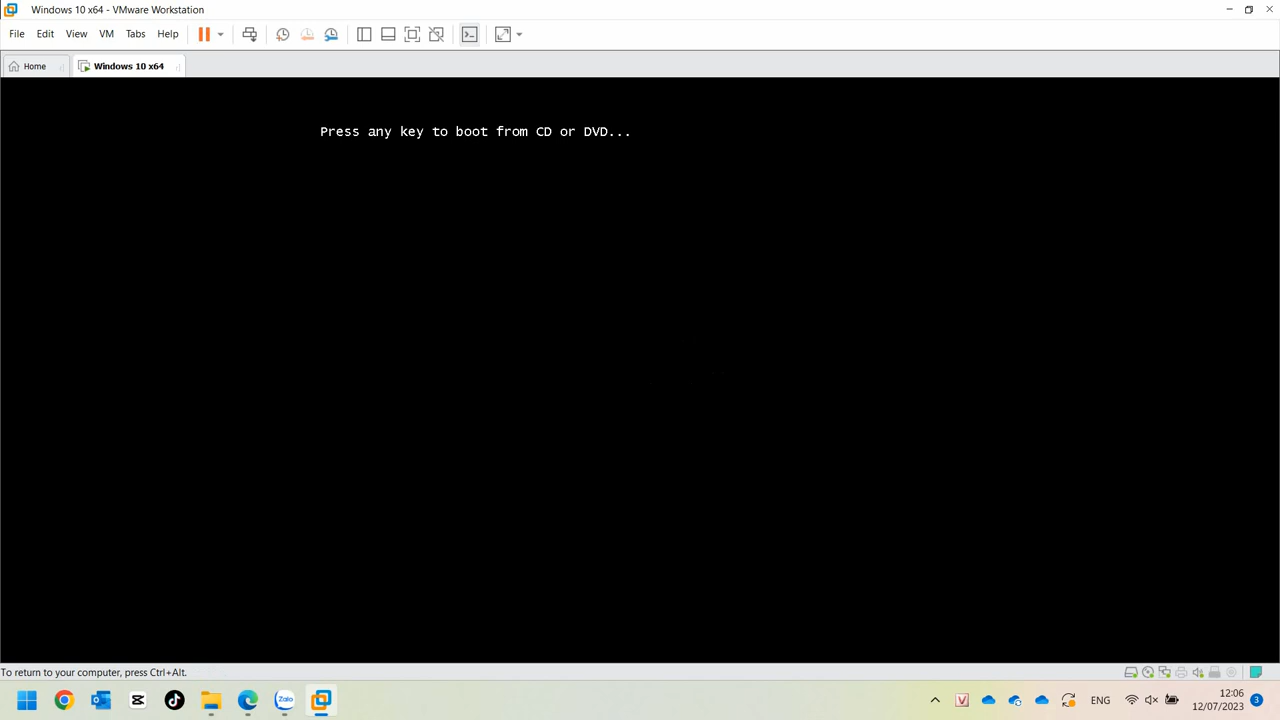 Windows 10 x64 - VMware Workstation
File Edit View VM Tabs Help
Home Windows 10 x64
Press any key to boot from CD or DVD...
To return to your computer, press Ctrl+Alt.
Zalo
V
ENG
12:06
12/07/2023
3